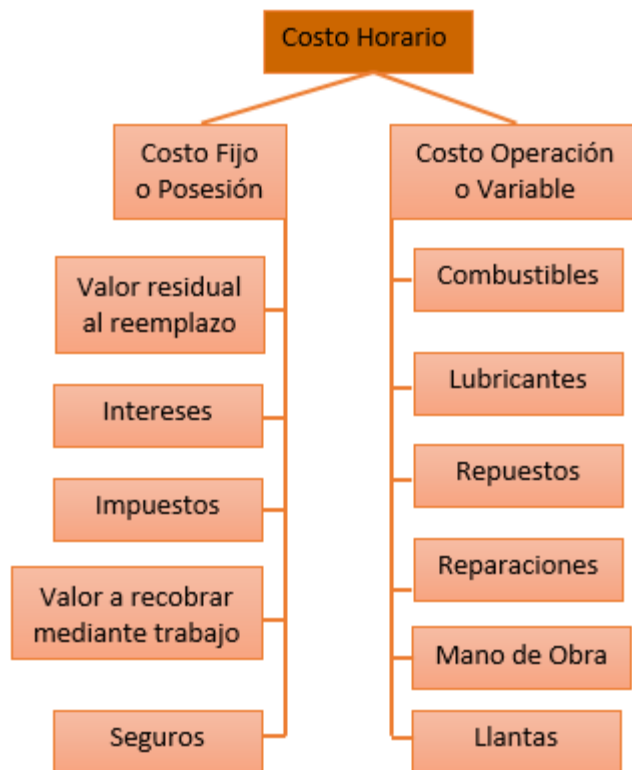 Costo Horario
Costo Fijo
o Posesión
Valor residual
al reemplazo
Intereses
Impuestos
Valor a recobrar
mediante trabajo
Seguros
Costo Operación
o Variable
Combustibles
Lubricantes
Repuestos
Reparaciones
Mano de Obra
Llantas